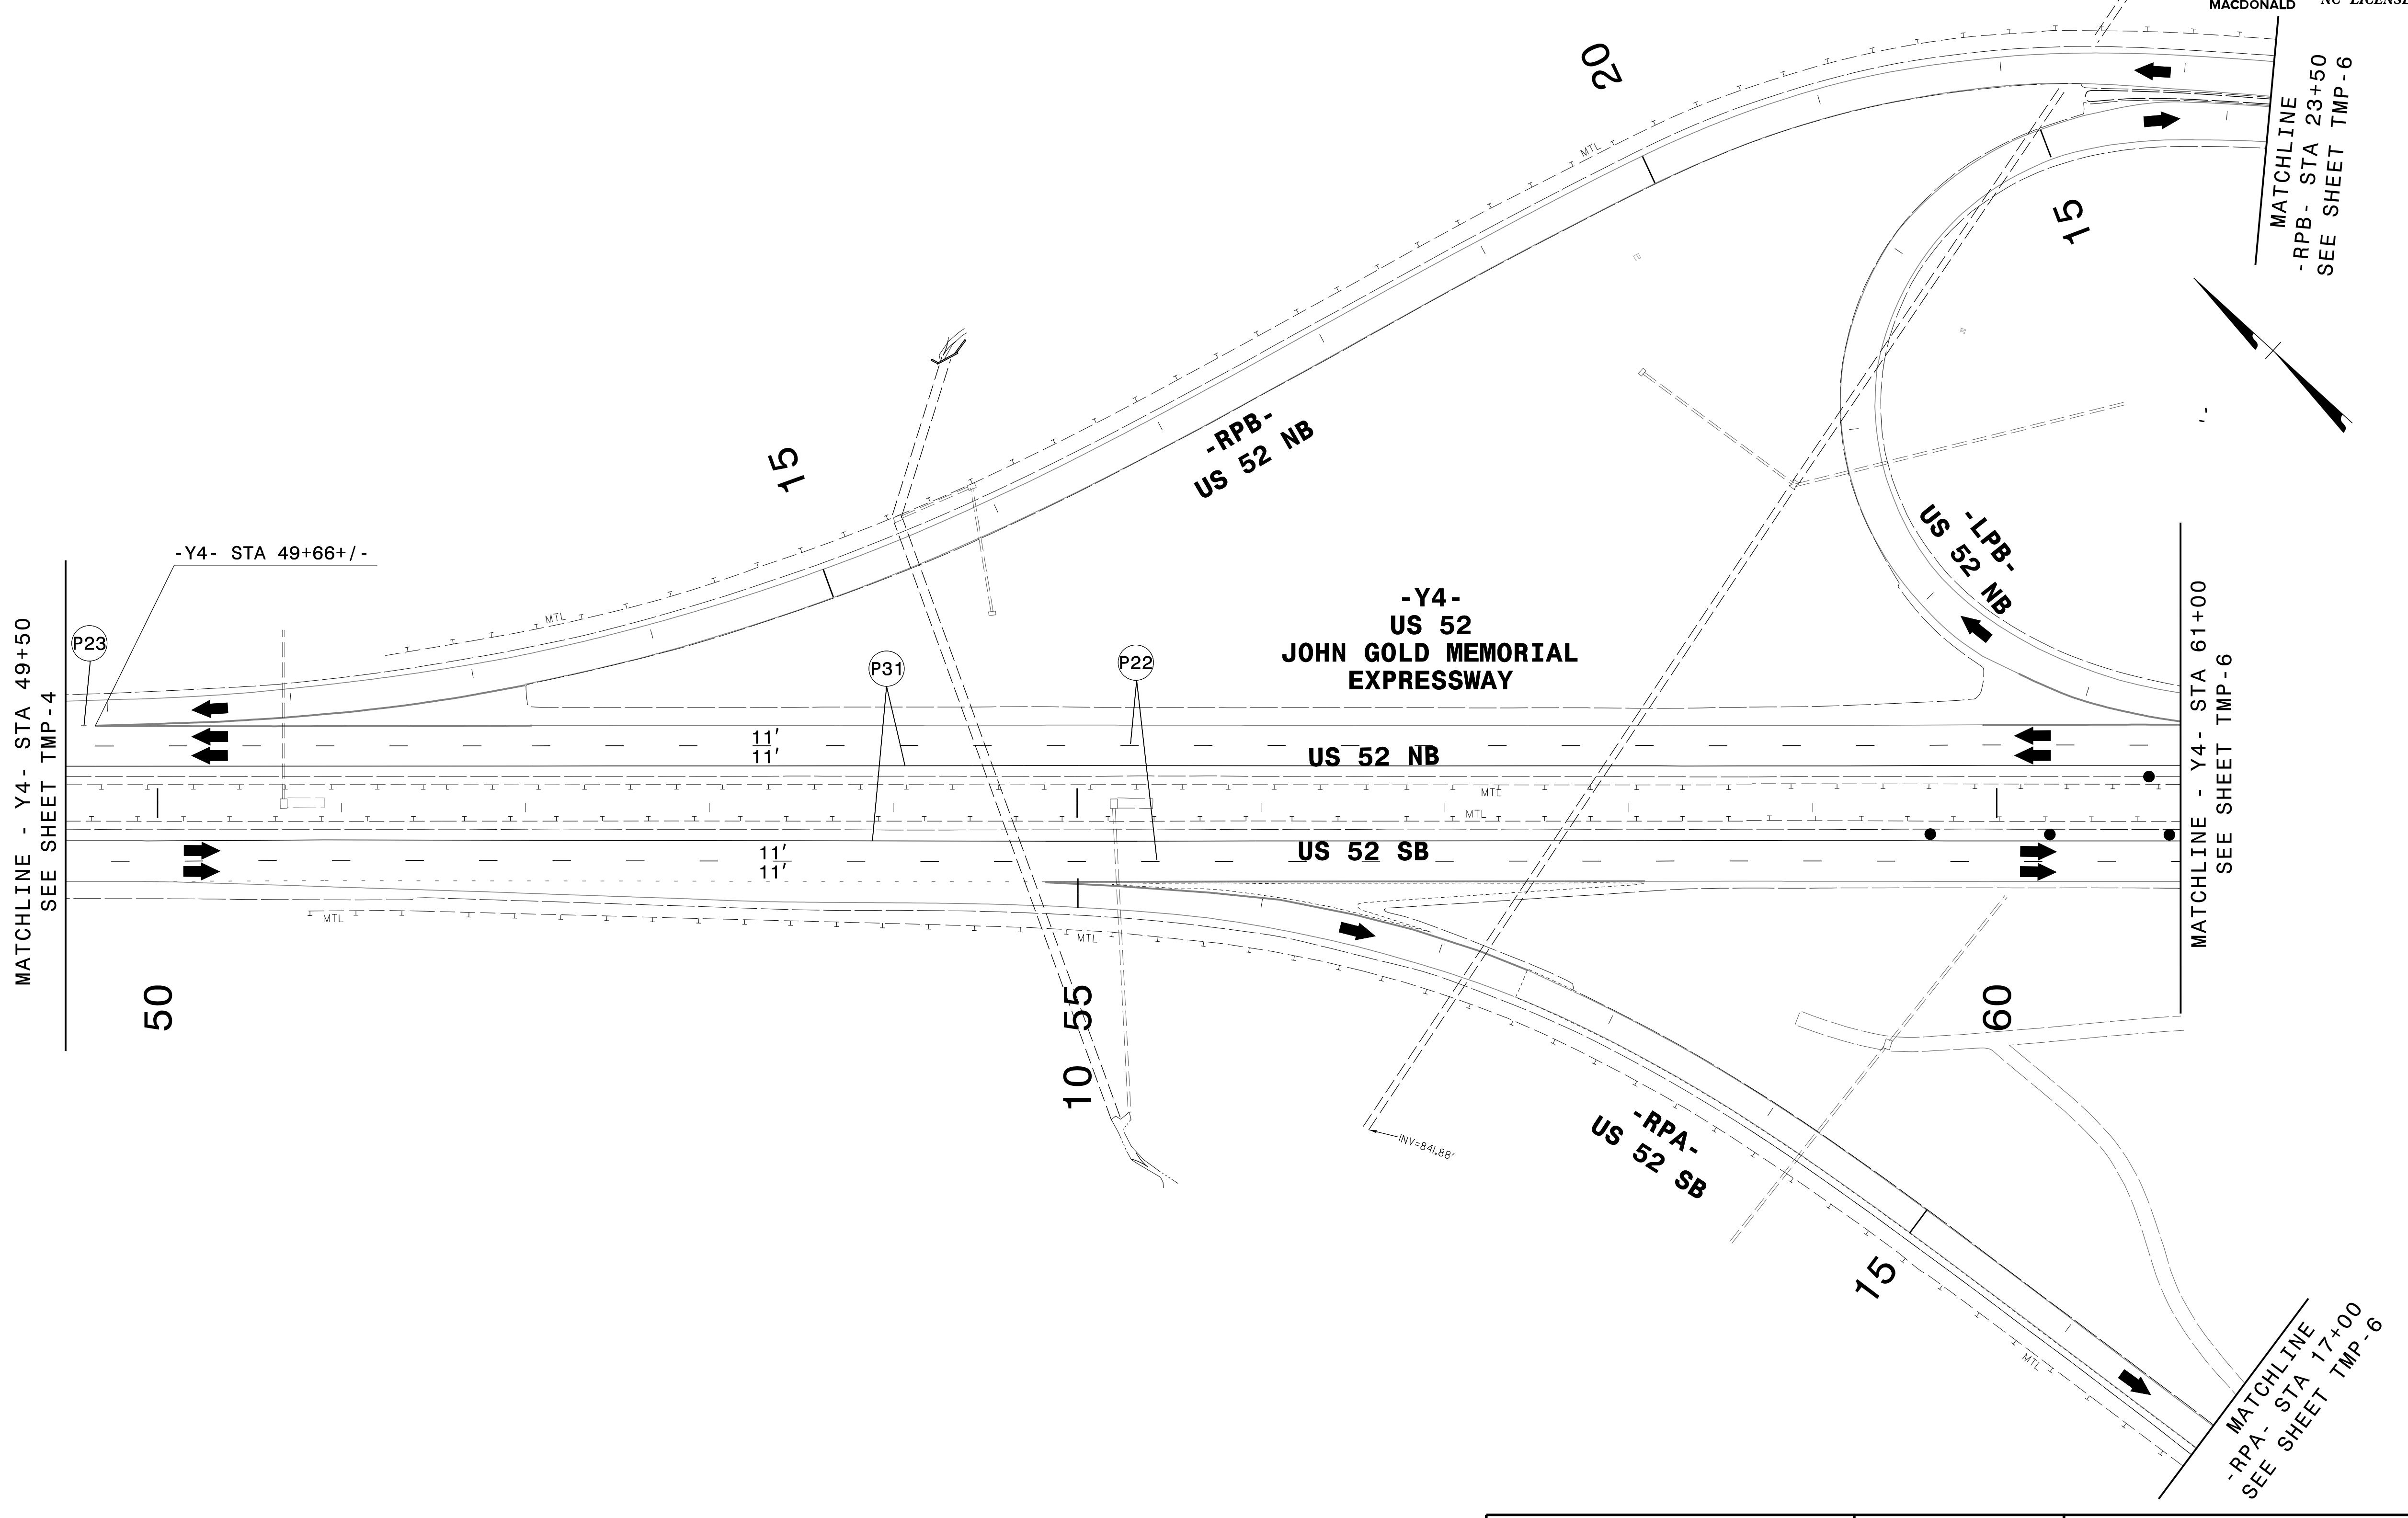 MACDONALD
NC LICENSE
20
MATCHLINE
-RPB- STA 23+50
SEE SHEET TMP-6
MTL
15
-RPB-
US 52 NB
15
-LPB-
US 52 NB
-Y4- STA 49+66+/-
MTL
P23
P31
P22
-Y4-
US 52
JOHN GOLD MEMORIAL
EXPRESSWAY
MATCHLINE - Y4- STA 49+50
SEE SHEET TMP-4
MATCHLINE - Y4- STA 61+00
SEE SHEET TMP-6
11'
11'
US 52 NB
MTL
MTL
11'
11'
US 52 SB
MTL
MTL
50
55
60
10
INV=841.88'
-RPA-
US 52 SB
15
MTL
MATCHLINE
-RPA- STA 17+00
SEE SHEET TMP-6